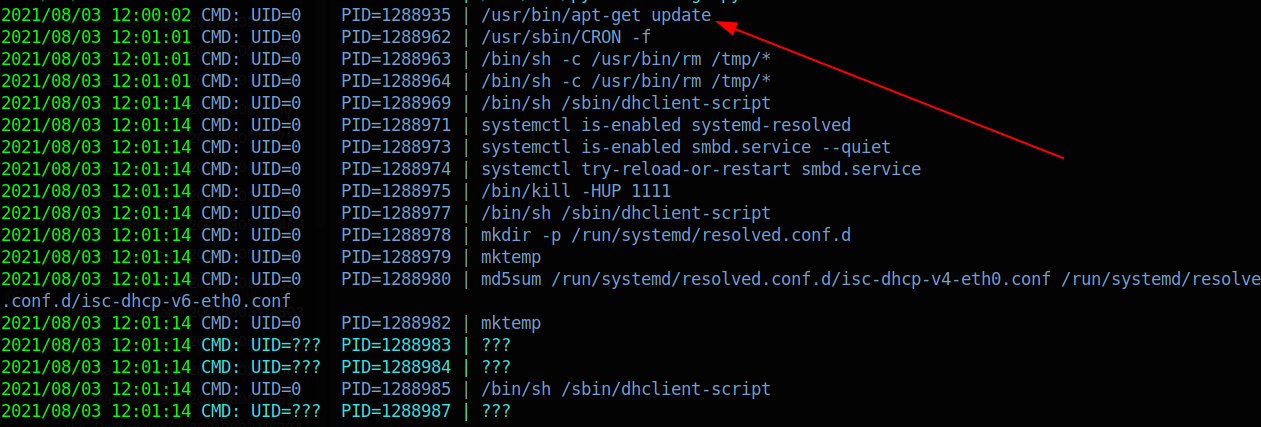 2021/08/03 12:00:02 CMD: UID=0    PID=1288935 | /usr/bin/apt-get update
2021/08/03 12:01:01 CMD: UID=0    PID=1288962 | /usr/sbin/CRON -f
2021/08/03 12:01:01 CMD: UID=0    PID=1288963 | /bin/sh -c /usr/bin/rm /tmp/*
2021/08/03 12:01:01 CMD: UID=0    PID=1288964 | /bin/sh -c /usr/bin/rm /tmp/*
2021/08/03 12:01:14 CMD: UID=0    PID=1288969 | /bin/sh /sbin/dhclient-script
2021/08/03 12:01:14 CMD: UID=0    PID=1288971 | systemctl is-enabled systemd-resolved
2021/08/03 12:01:14 CMD: UID=0    PID=1288973 | systemctl is-enabled smbd.service --quiet
2021/08/03 12:01:14 CMD: UID=0    PID=1288974 | systemctl try-reload-or-restart smbd.service
2021/08/03 12:01:14 CMD: UID=0    PID=1288975 | /bin/kill -HUP 1111
2021/08/03 12:01:14 CMD: UID=0    PID=1288977 | /bin/sh /sbin/dhclient-script
2021/08/03 12:01:14 CMD: UID=0    PID=1288978 | mkdir -p /run/systemd/resolved.conf.d
2021/08/03 12:01:14 CMD: UID=0    PID=1288979 | mktemp
2021/08/03 12:01:14 CMD: UID=0    PID=1288980 | md5sum /run/systemd/resolved.conf.d/isc-dhcp-v4-eth0.conf /run/systemd/resolve
.conf.d/isc-dhcp-v6-eth0.conf
2021/08/03 12:01:14 CMD: UID=0    PID=1288982 | mktemp
2021/08/03 12:01:14 CMD: UID=???  PID=1288983 | ???
2021/08/03 12:01:14 CMD: UID=???  PID=1288984 | ???
2021/08/03 12:01:14 CMD: UID=0    PID=1288985 | /bin/sh /sbin/dhclient-script
2021/08/03 12:01:14 CMD: UID=???  PID=1288987 | ???